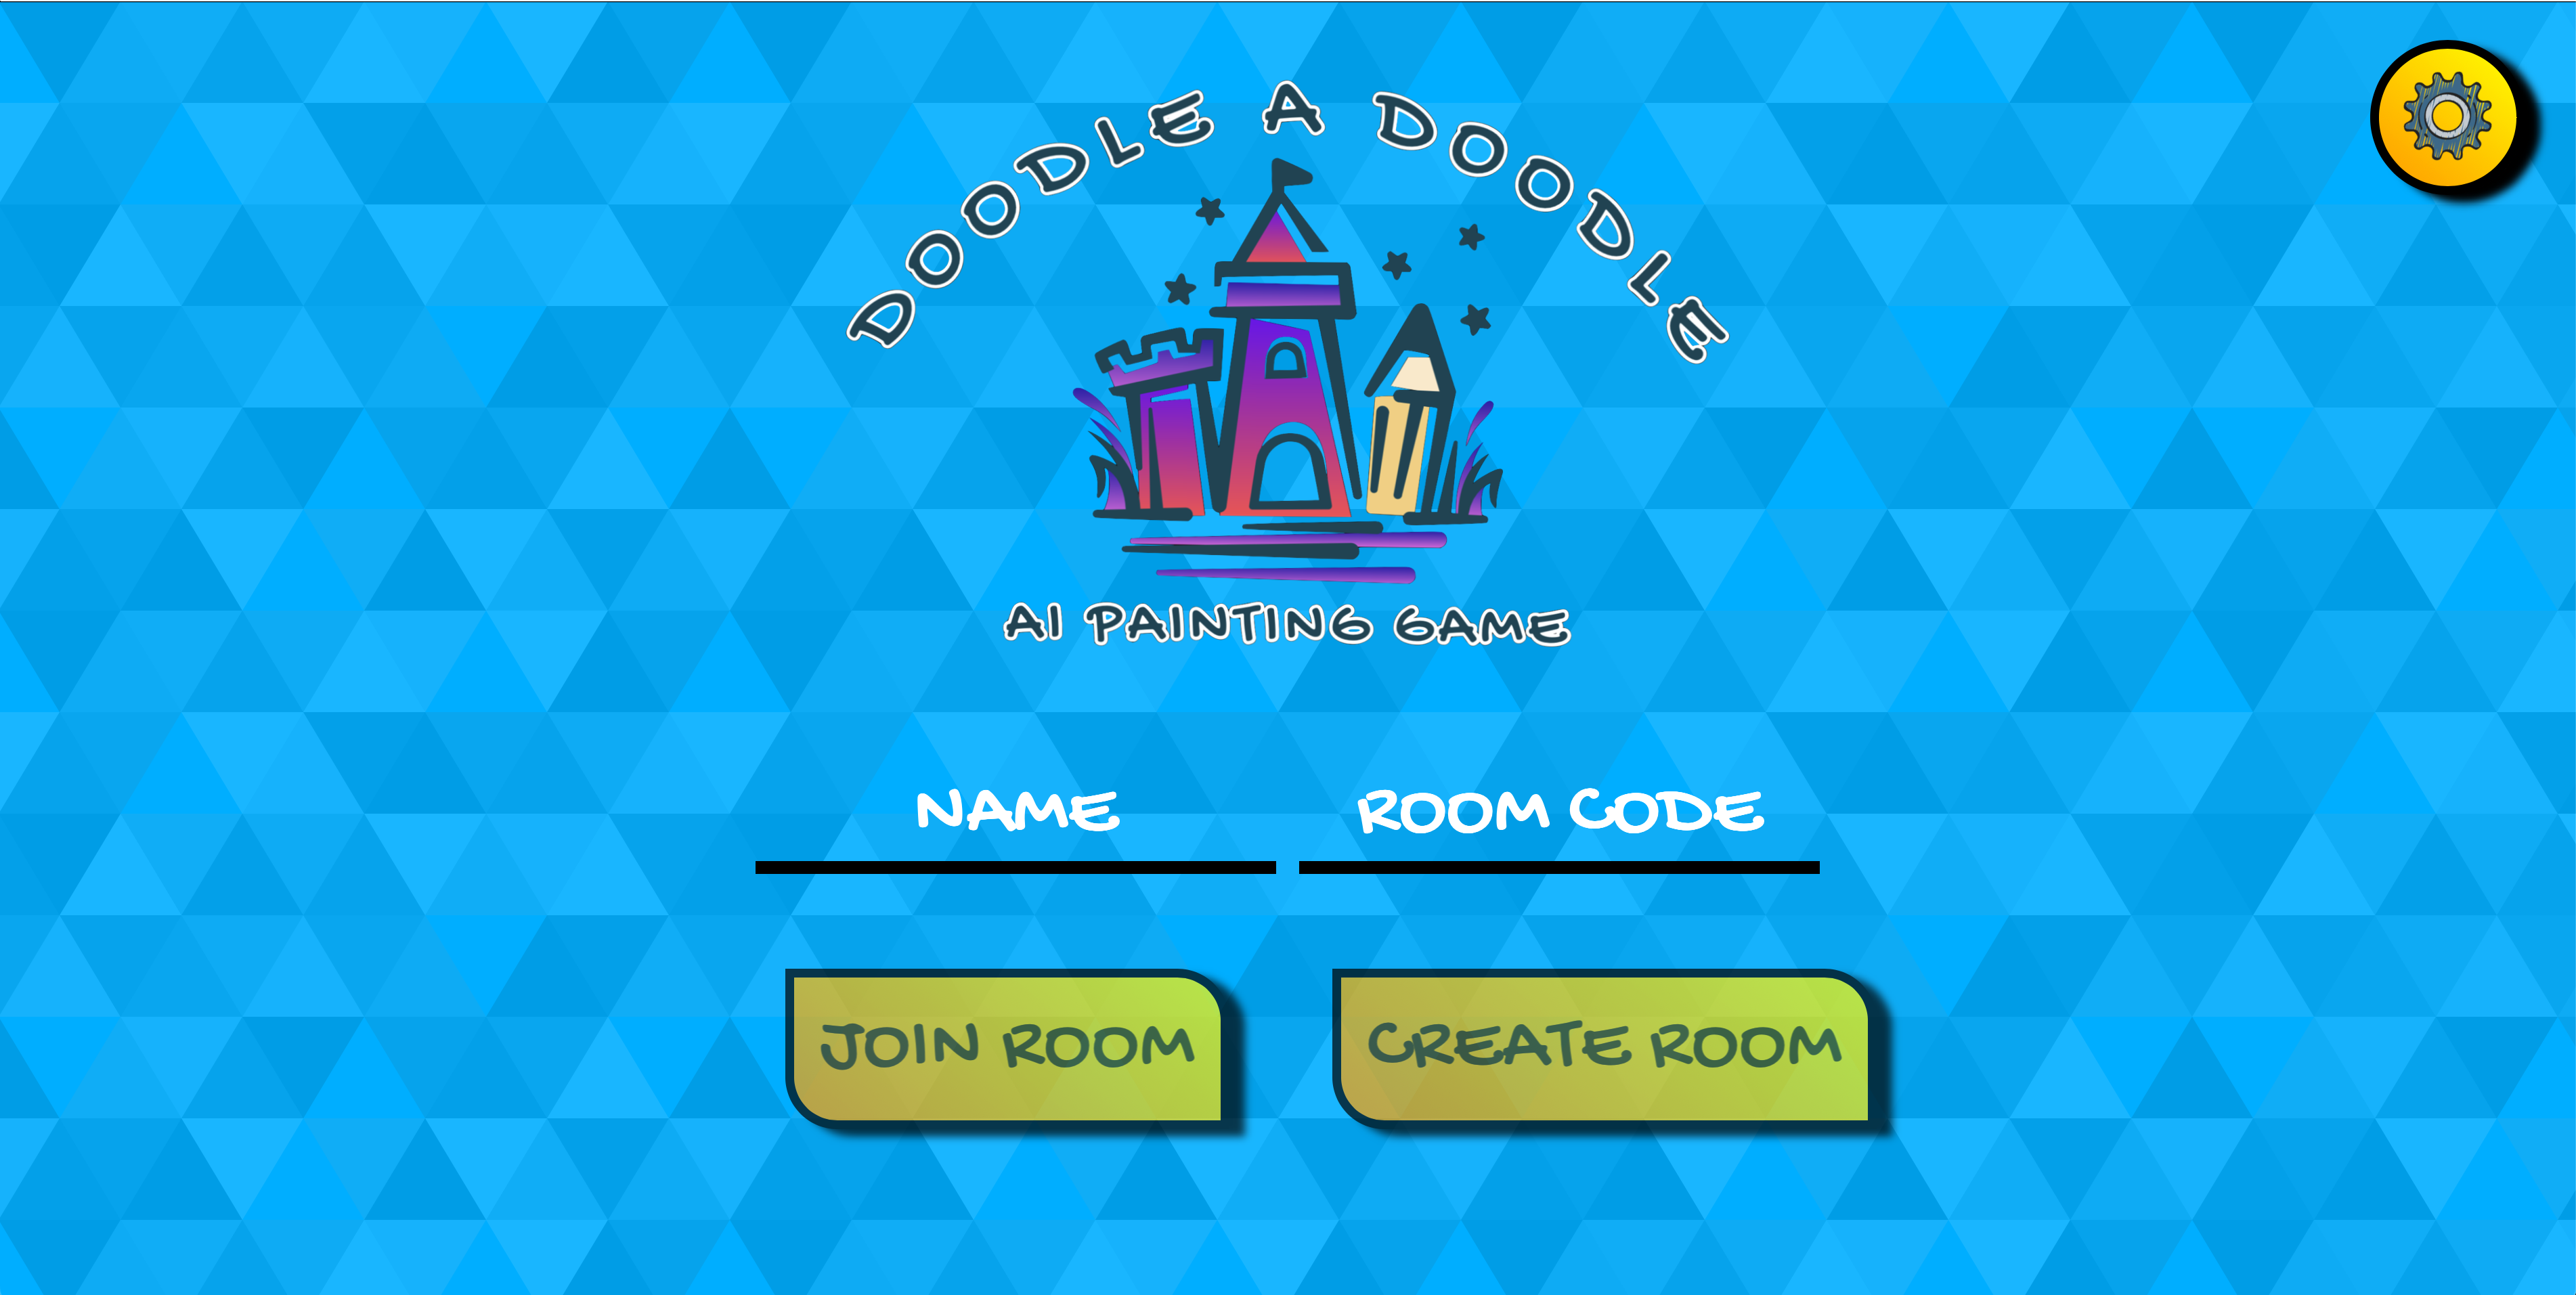 DOODLE A DOODLE
AI PAINTING GAME
NAME
ROOM CODE
JOIN ROOM
CREATE ROOM